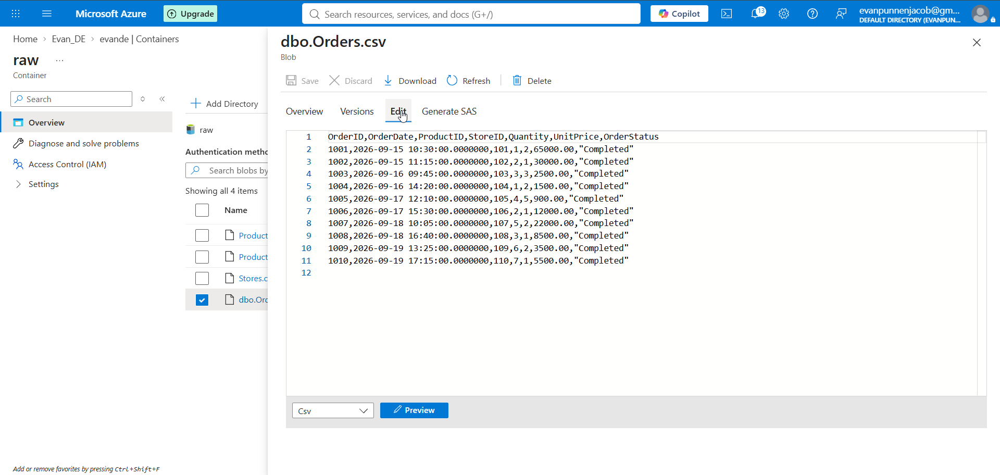 Microsoft Azure
Upgrade
Search resources, services, and docs (G+/)
Copilot
13
evanpunnenjacob@gm...
DEFAULT DIRECTORY (EVANPUN...
Home > Evan_DE > evande | Containers
raw ...
Container
Search
Overview
Diagnose and solve problems
Access Control (IAM)
Settings
Add or remove favorites by pressing Ctrl+Shift+F
Add Directory
raw
Authentication metho
Search blobs by
Showing all 4 items
Name
Product
Product
Stores.c
dbo.Ord
dbo.Orders.csv
Blob
Save Discard Download Refresh Delete
Overview Versions Edit Generate SAS
1 OrderID,OrderDate,ProductID,StoreID,Quantity,UnitPrice,OrderStatus
2 1001,2026-09-15 10:30:00.0000000,101,1,2,65000.00,"Completed"
3 1002,2026-09-15 11:15:00.0000000,102,2,1,30000.00,"Completed"
4 1003,2026-09-16 09:45:00.0000000,103,3,3,2500.00,"Completed"
5 1004,2026-09-16 14:20:00.0000000,104,1,2,1500.00,"Completed"
6 1005,2026-09-17 12:10:00.0000000,105,4,5,900.00,"Completed"
7 1006,2026-09-17 15:30:00.0000000,106,2,1,12000.00,"Completed"
8 1007,2026-09-18 10:05:00.0000000,107,5,2,22000.00,"Completed"
9 1008,2026-09-18 16:40:00.0000000,108,3,1,8500.00,"Completed"
10 1009,2026-09-19 13:25:00.0000000,109,6,2,3500.00,"Completed"
11 1010,2026-09-19 17:15:00.0000000,110,7,1,5500.00,"Completed"
12
Csv
Preview